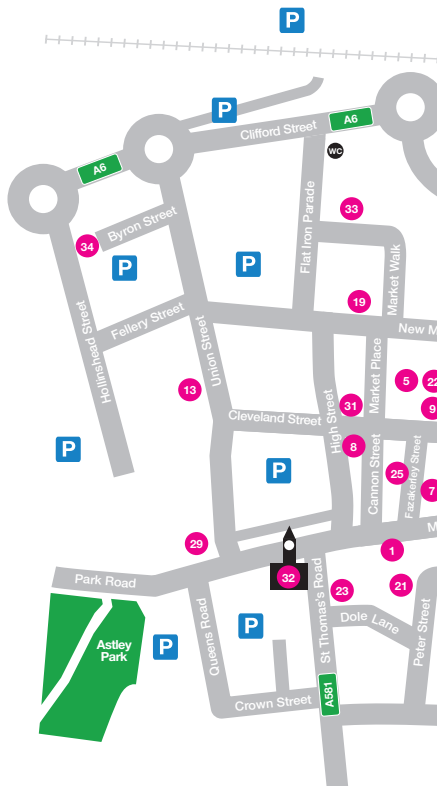 P
P
Clifford Street
A6
WC
A6
33
Byron Street
34
P
P
Flat Iron Parade
Market Walk
19
Hollinshead Street
Fellery Street
New M
Union Street
Market Place
13
5
22
31
9
High Street
Cleveland Street
8
P
Cannon Street
25
Fazakerley Street
P
7
29
M
1
Park Road
32
St Thomas's Road
23
21
Dole Lane
Queens Road
P
P
Astley
Park
Peter Street
A581
Crown Street